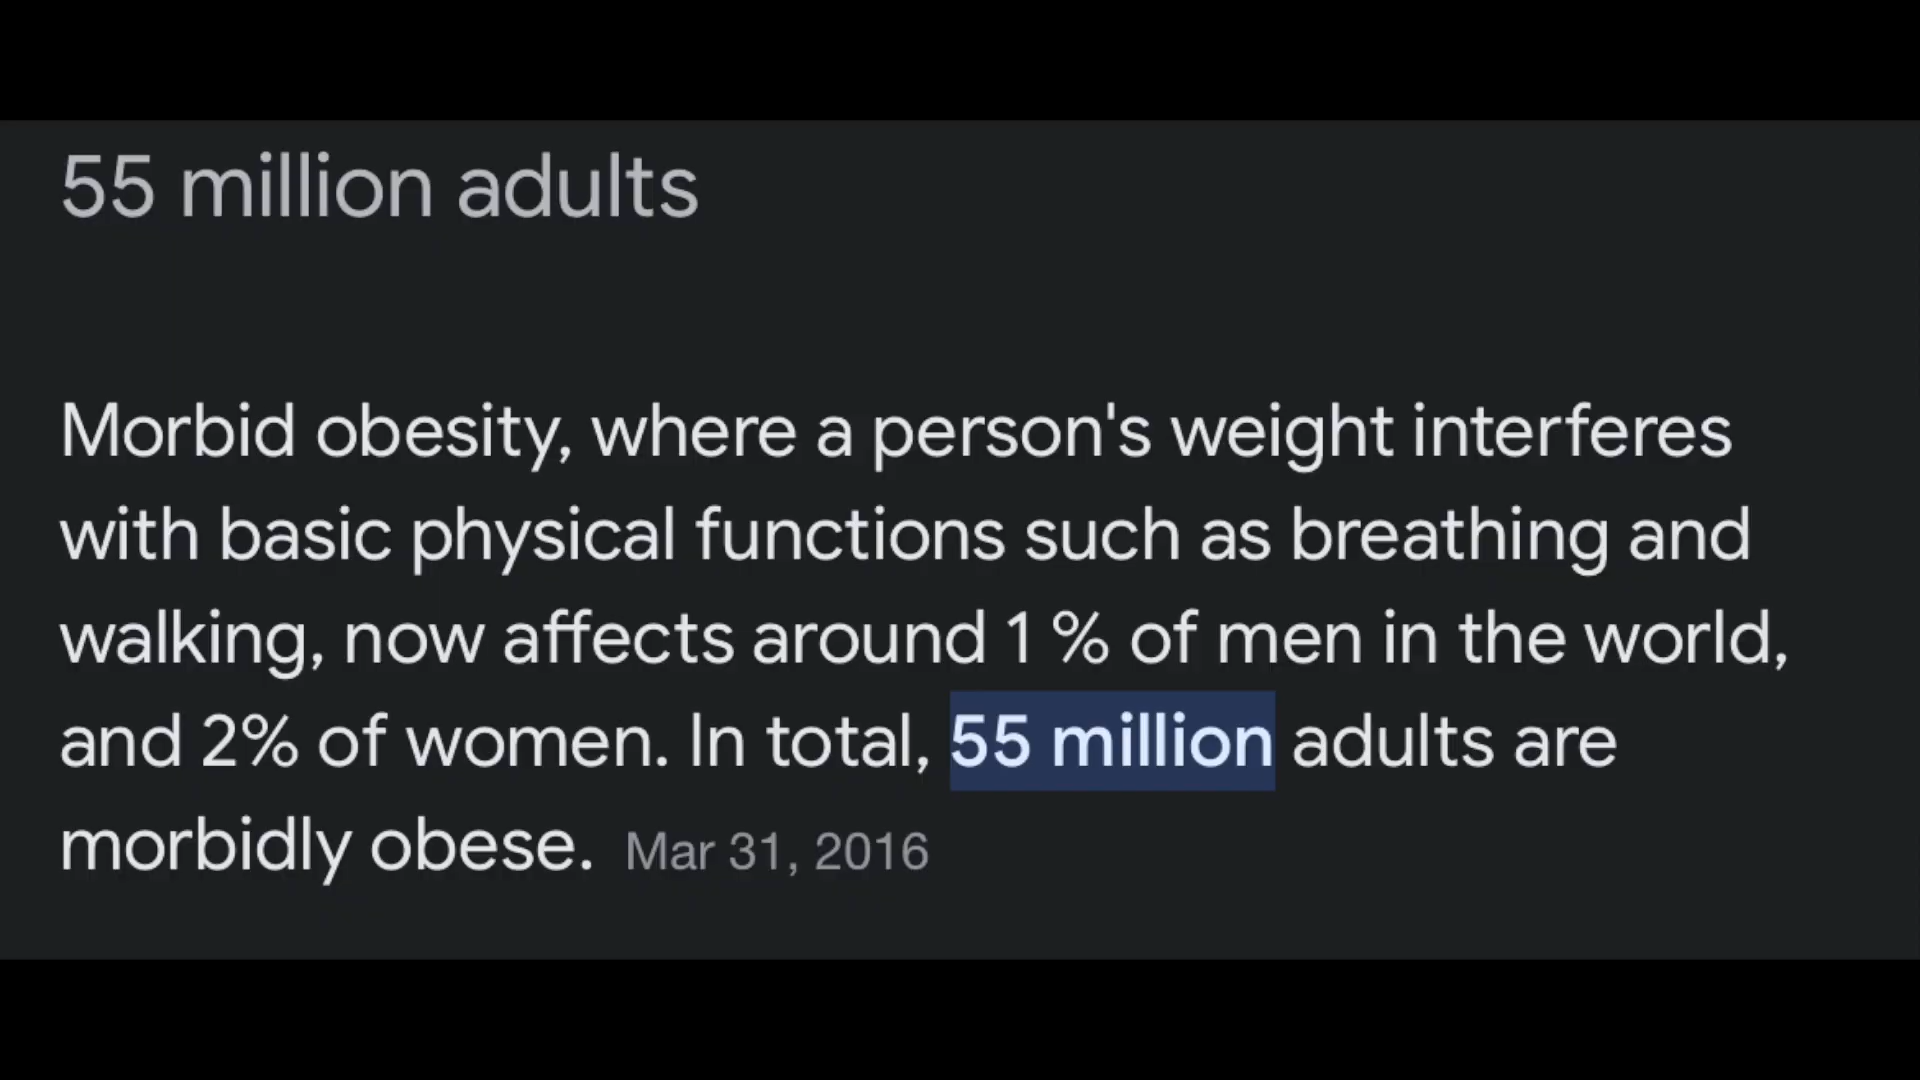 55 million adults
Morbid obesity, where a person's weight interferes
with basic physical functions such as breathing and
walking, now affects around 1 % of men in the world,
and 2% of women. In total, 55 million adults are
morbidly obese. Mar 31, 2016